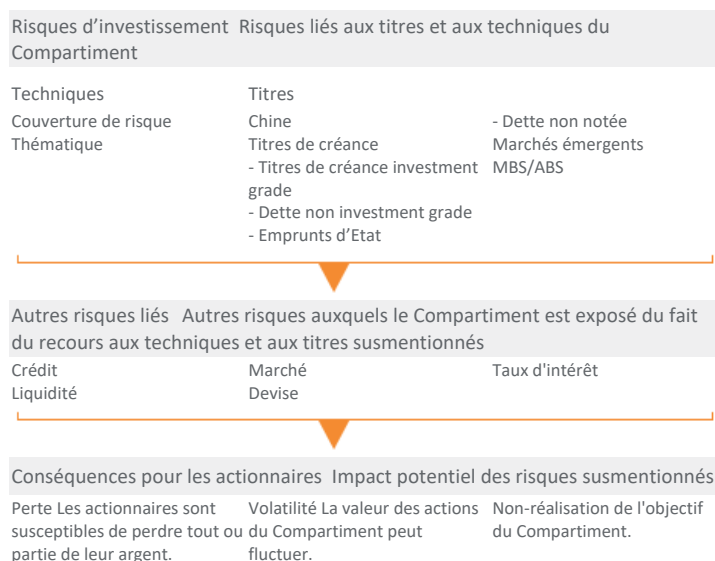 Risques d’investissement Risques liés aux titres et aux techniques du
Compartiment
Techniques
Couverture de risque
Thématique
Titres
Chine
Titres de créance
- Titres de créance investment
grade
- Dette non investment grade
- Emprunts d’Etat
- Dette non notée
Marchés émergents
MBS/ABS
Autres risques liés Autres risques auxquels le Compartiment est exposé du fait
du recours aux techniques et aux titres susmentionnés
Crédit
Liquidité
Marché
Devise
Taux d'intérêt
Conséquences pour les actionnaires Impact potentiel des risques susmentionnés
Perte Les actionnaires sont
susceptibles de perdre tout ou
partie de leur argent.
Volatilité La valeur des actions
du Compartiment peut
fluctuer.
Non-réalisation de l'objectif
du Compartiment.